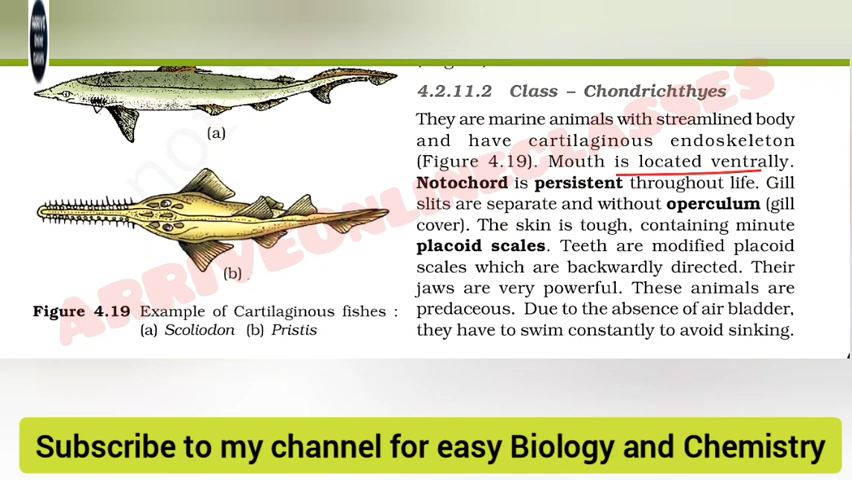 4.2.11.2 Class – Chondrichthyes
They are marine animals with streamlined body
and have cartilaginous endoskeleton
(Figure 4.19). Mouth is located ventrally.
Notochord is persistent throughout life. Gill
slits are separate and without operculum (gill
cover). The skin is tough, containing minute
placoid scales. Teeth are modified placoid
scales which are backwardly directed. Their
jaws are very powerful. These animals are
predaceous. Due to the absence of air bladder,
they have to swim constantly to avoid sinking.
(a)
(b)
Figure 4.19 Example of Cartilaginous fishes :
(a) Scoliodon (b) Pristis
ARRIVEONLINECLASSES
Subscribe to my channel for easy Biology and Chemistry